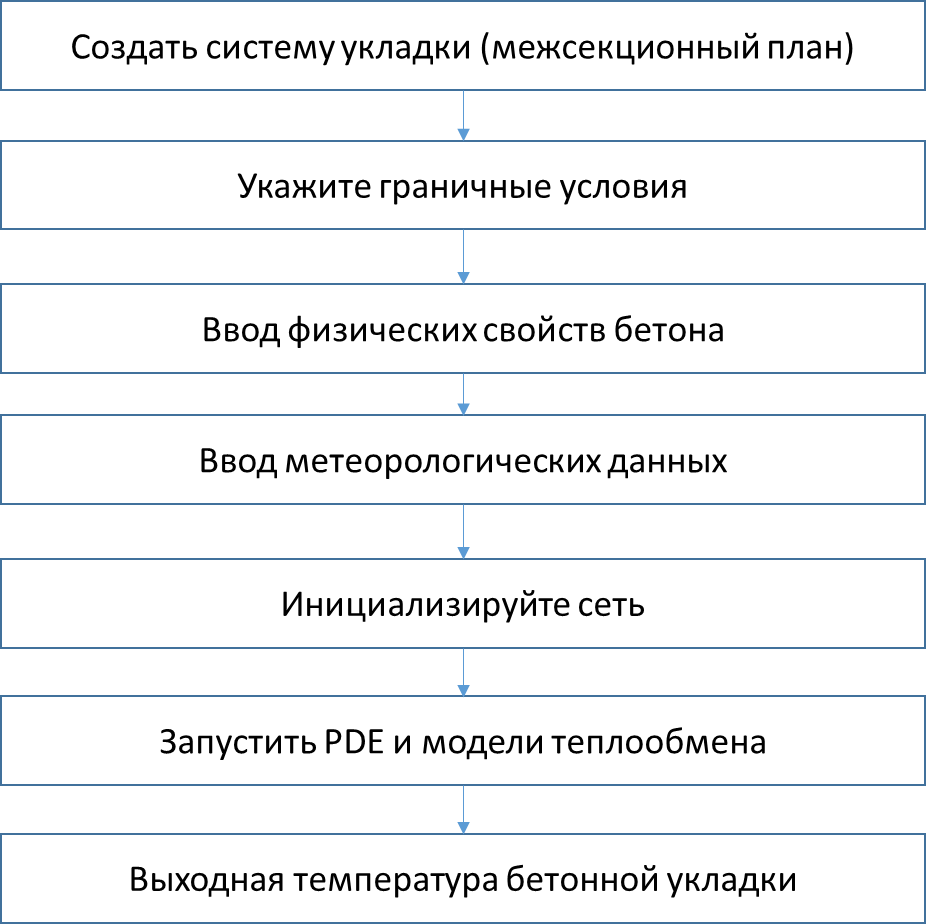 Создать систему укладки (межсекционный план)
Укажите граничные условия
Ввод физических свойств бетона
Ввод метеорологических данных
Инициализируйте сеть
Запустить PDE и модели теплообмена
Выходная температура бетонной укладки